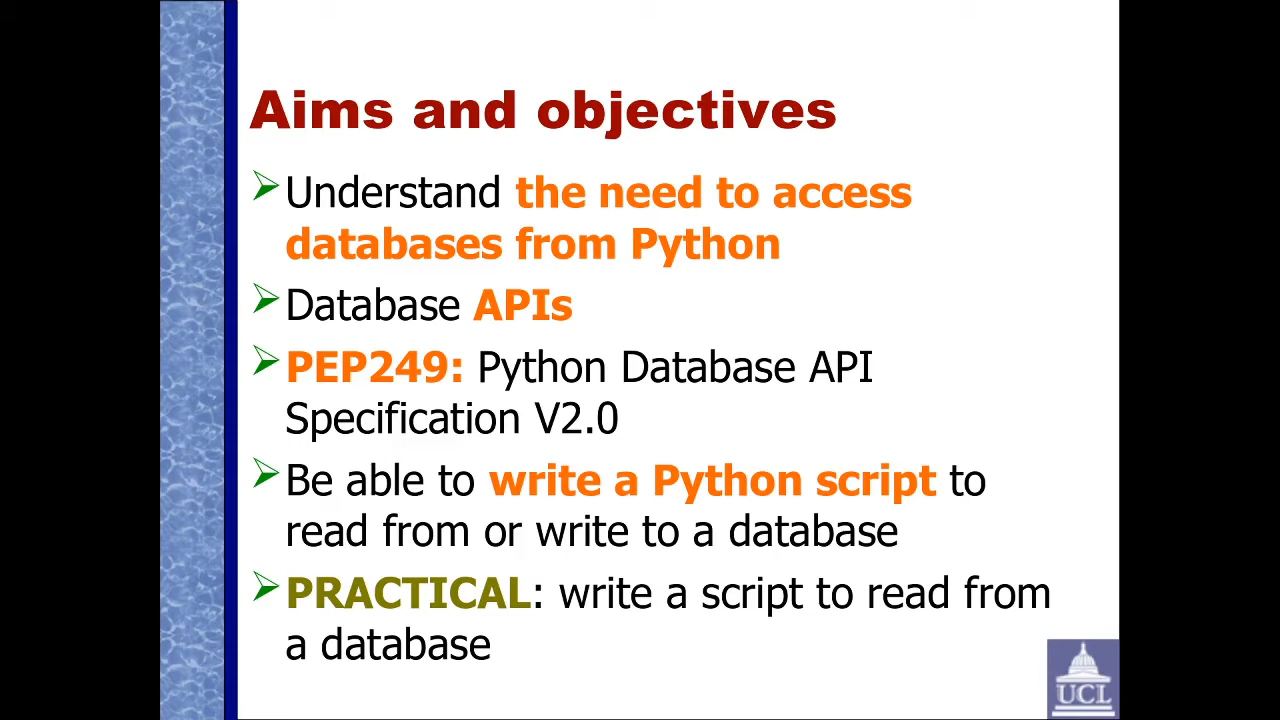 Aims and objectives
Understand the need to access
databases from Python
Database APIs
PEP249: Python Database API
Specification V2.0
Be able to write a Python script to
read from or write to a database
PRACTICAL: write a script to read from
a database
UCL